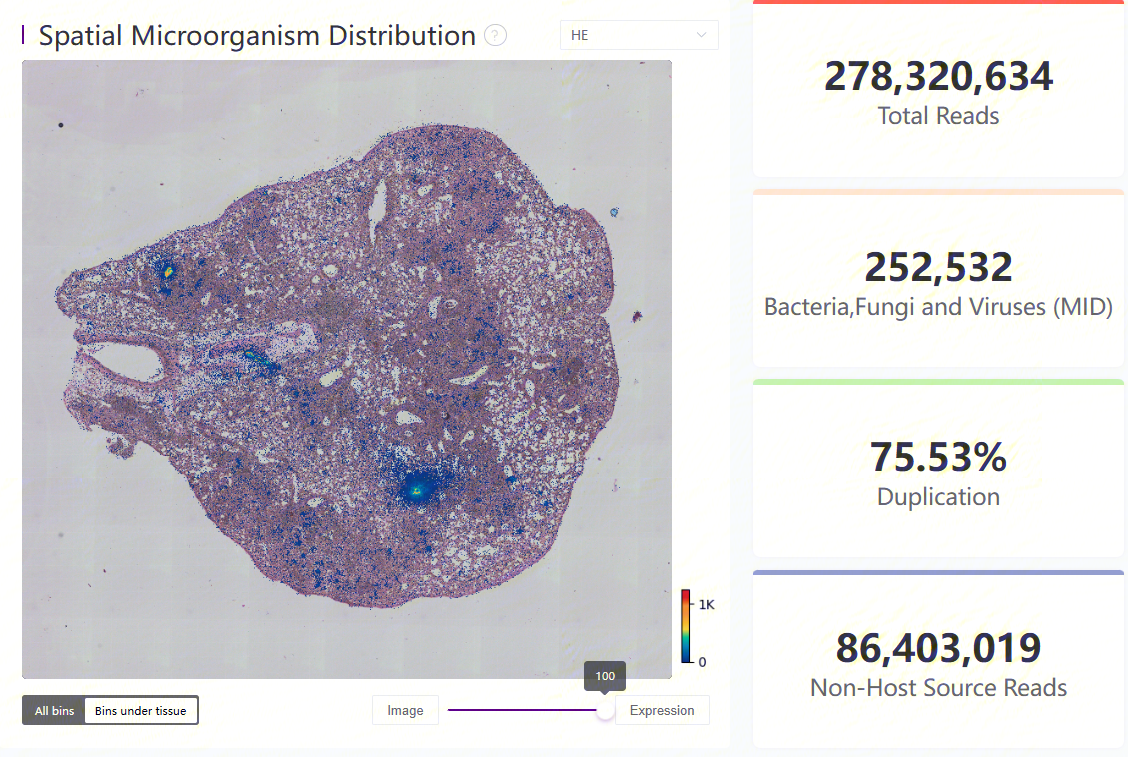 Spatial Microorganism Distribution ?
HE
1K
0
100
All bins
Bins under tissue
Image
Expression
278,320,634
Total Reads
252,532
Bacteria,Fungi and Viruses (MID)
75.53%
Duplication
86,403,019
Non-Host Source Reads